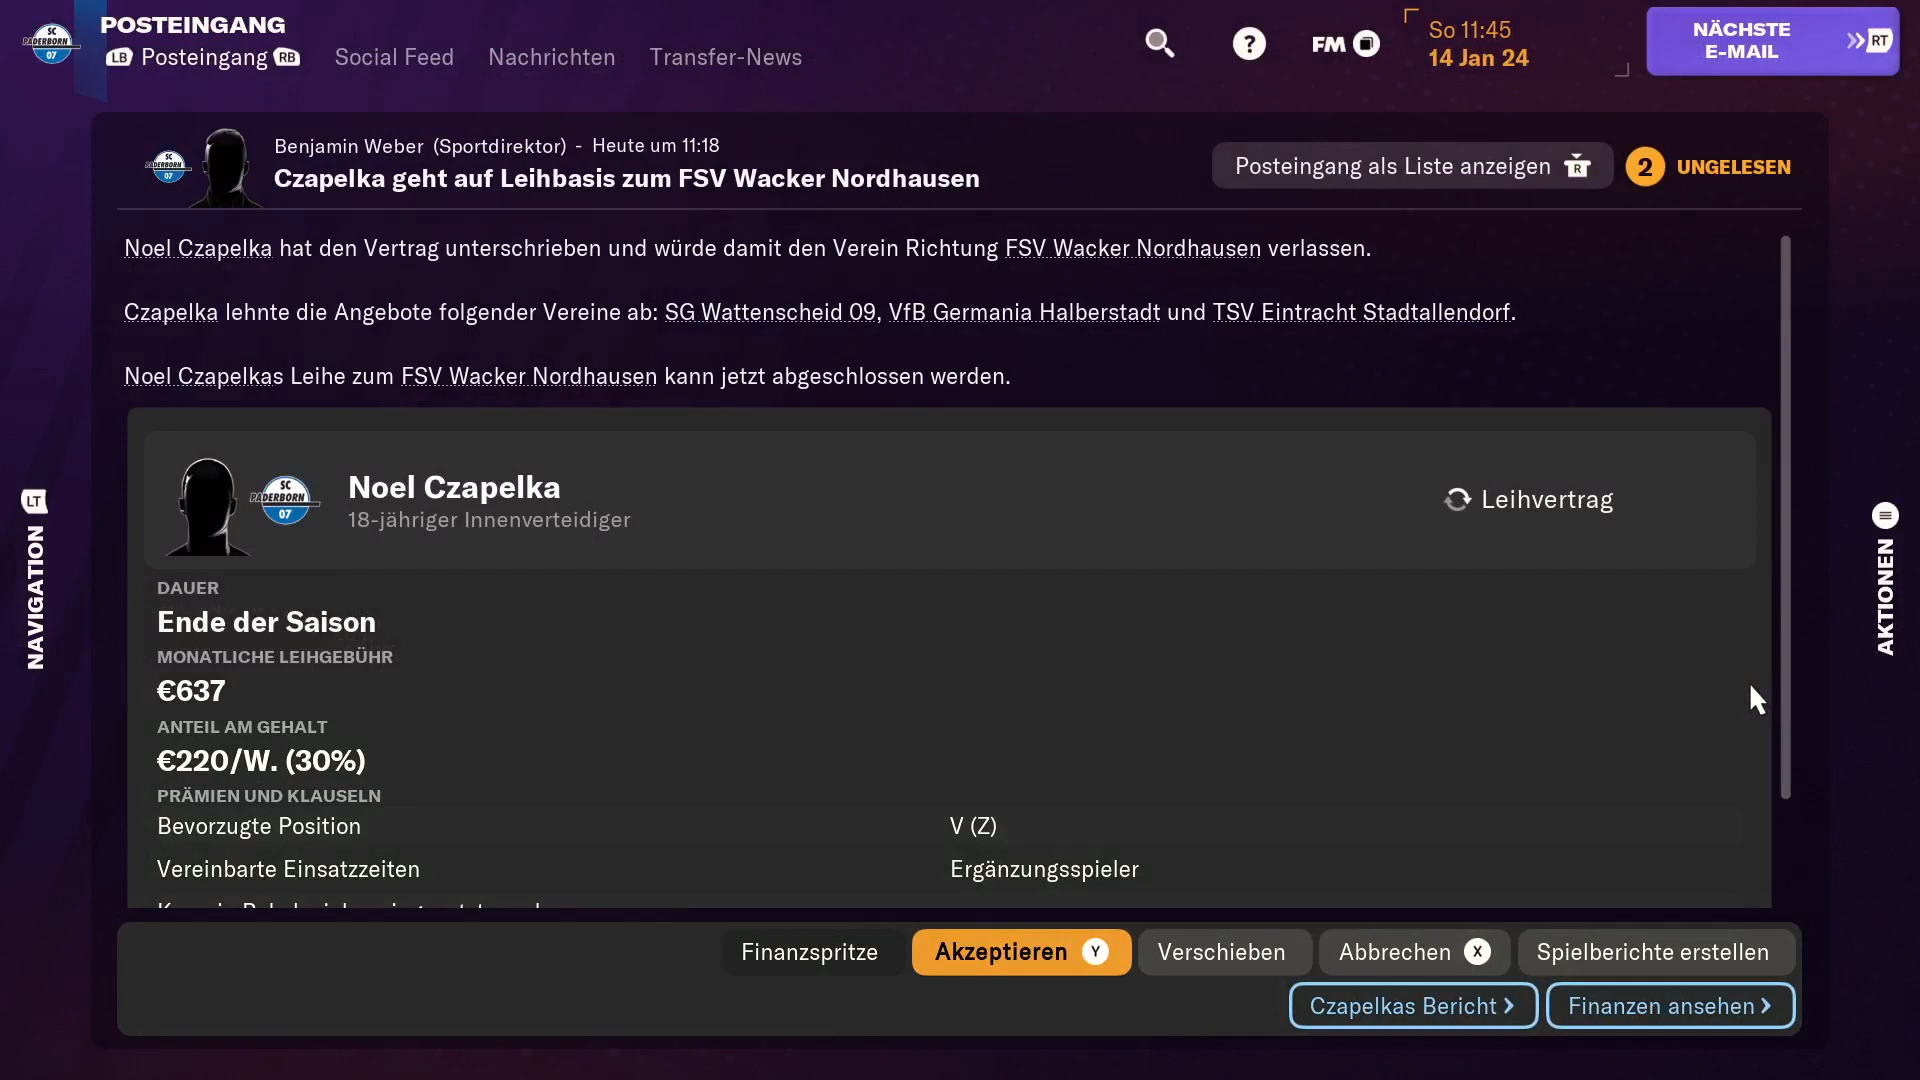 POSTEINGANG
LB Posteingang RB Social Feed Nachrichten Transfer-News
FM
So 11:45
14 Jan 24
NÄCHSTE
E-MAIL
RT
SC
PADERBORN
07
Benjamin Weber (Sportdirektor) - Heute um 11:18
Czapelka geht auf Leihbasis zum FSV Wacker Nordhausen
Posteingang als Liste anzeigen R
2 UNGELESEN
Noel Czapelka hat den Vertrag unterschrieben und würde damit den Verein Richtung FSV Wacker Nordhausen verlassen.
Czapelka lehnte die Angebote folgender Vereine ab: SG Wattenscheid 09, VfB Germania Halberstadt und TSV Eintracht Stadtallendorf.
Noel Czapelkas Leihe zum FSV Wacker Nordhausen kann jetzt abgeschlossen werden.
SC
PADERBORN
07
Noel Czapelka
18-jähriger Innenverteidiger
Leihvertrag
DAUER
Ende der Saison
MONATLICHE LEIHGEBÜHR
€637
ANTEIL AM GEHALT
€220/W. (30%)
PRÄMIEN UND KLAUSELN
Bevorzugte Position V (Z)
Vereinbarte Einsatzzeiten Ergänzungsspieler
Finanzspritze Akzeptieren Y Verschieben Abbrechen X Spielberichte erstellen
Czapelkas Bericht > Finanzen ansehen >
LT
NAVIGATION
AKTIONEN